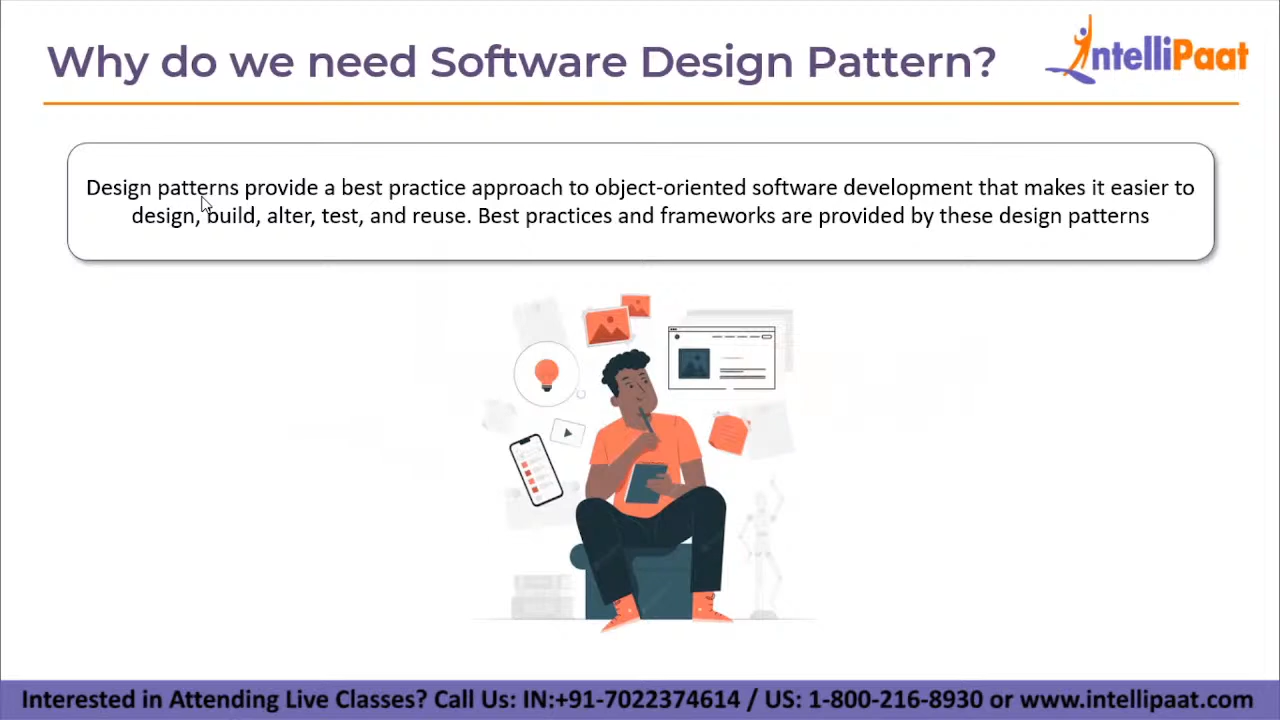 Why do we need Software Design Pattern?
IntelliPaat
Design patterns provide a best practice approach to object-oriented software development that makes it easier to
design, build, alter, test, and reuse. Best practices and frameworks are provided by these design patterns
Interested in Attending Live Classes? Call Us: IN:+91-7022374614 / US: 1-800-216-8930 or www.intellipaat.com